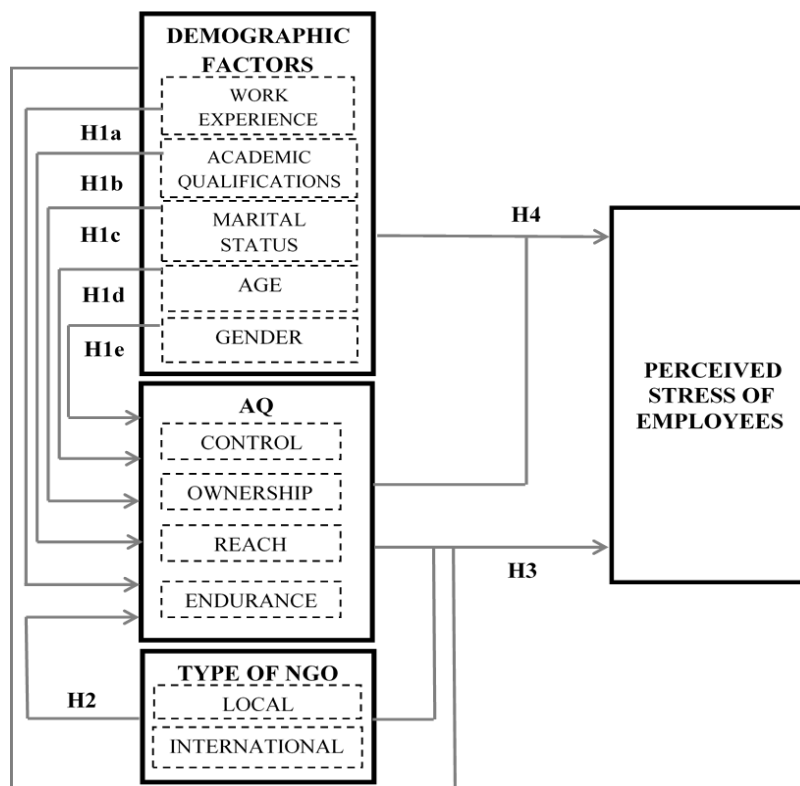 DEMOGRAPHIC
FACTORS
WORK
EXPERIENCE
H1a
ACADEMIC
QUALIFICATIONS
H1b
MARITAL
STATUS
H1c
AGE
H1d
GENDER
H1e
H4
PERCEIVED
STRESS OF
EMPLOYEES
AQ
CONTROL
OWNERSHIP
REACH
ENDURANCE
H3
TYPE OF NGO
LOCAL
INTERNATIONAL
H2